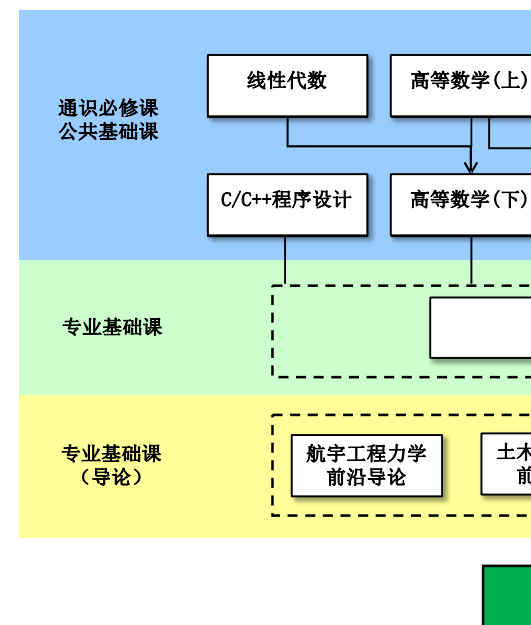 线性代数
高等数学(上)
通识必修课
公共基础课
C/C++程序设计
高等数学(下)
专业基础课
专业基础课
（导论）
航宇工程力学
前沿导论
土木
前